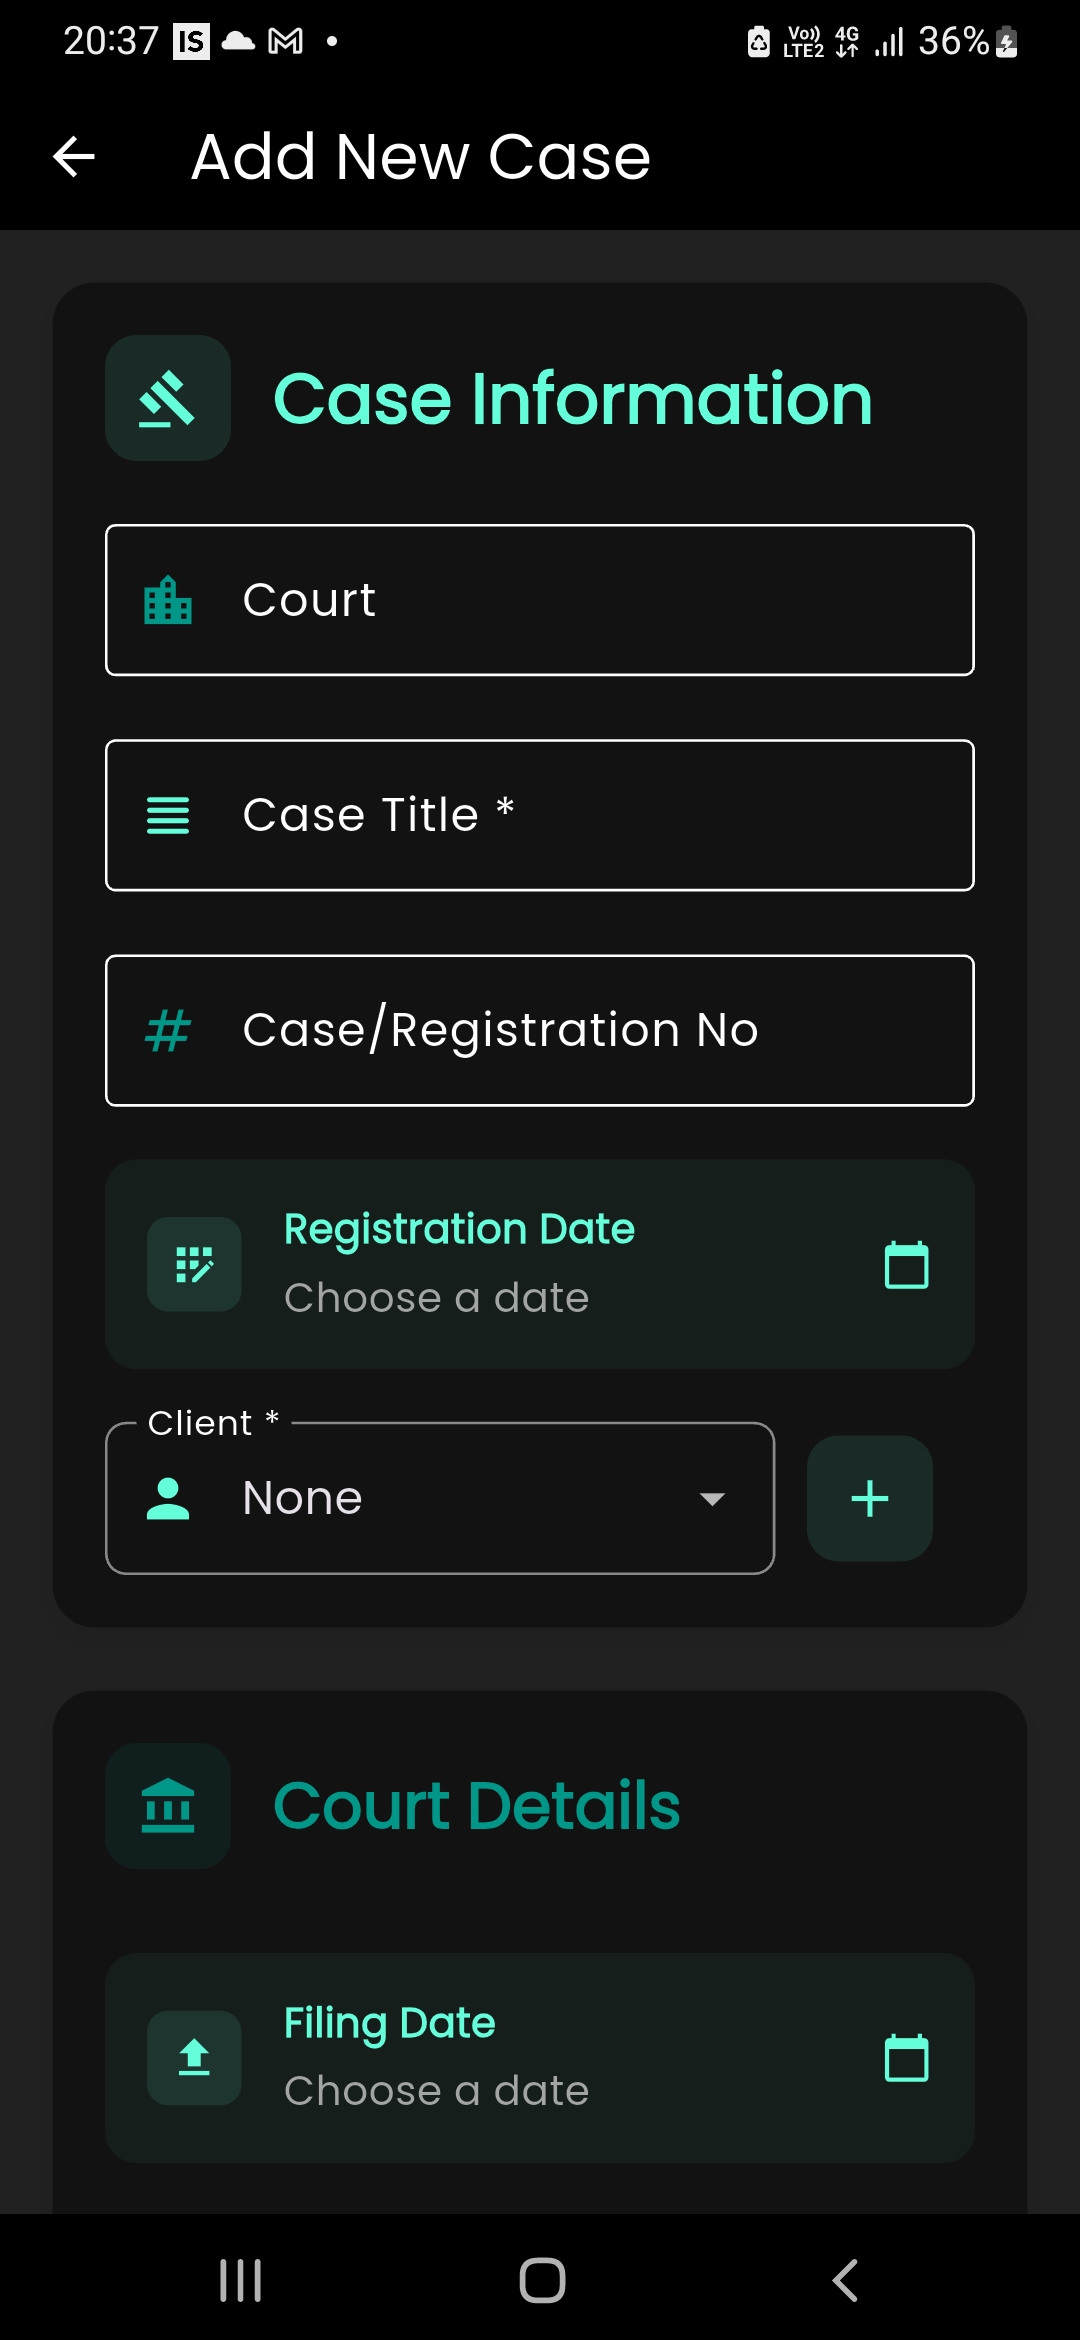 20:37 IS Vo)) LTE2 4G 36%
Add New Case
Case Information
Court
Case Title *
# Case/Registration No
Registration Date
Choose a date
Client *
None
Court Details
Filing Date
Choose a date